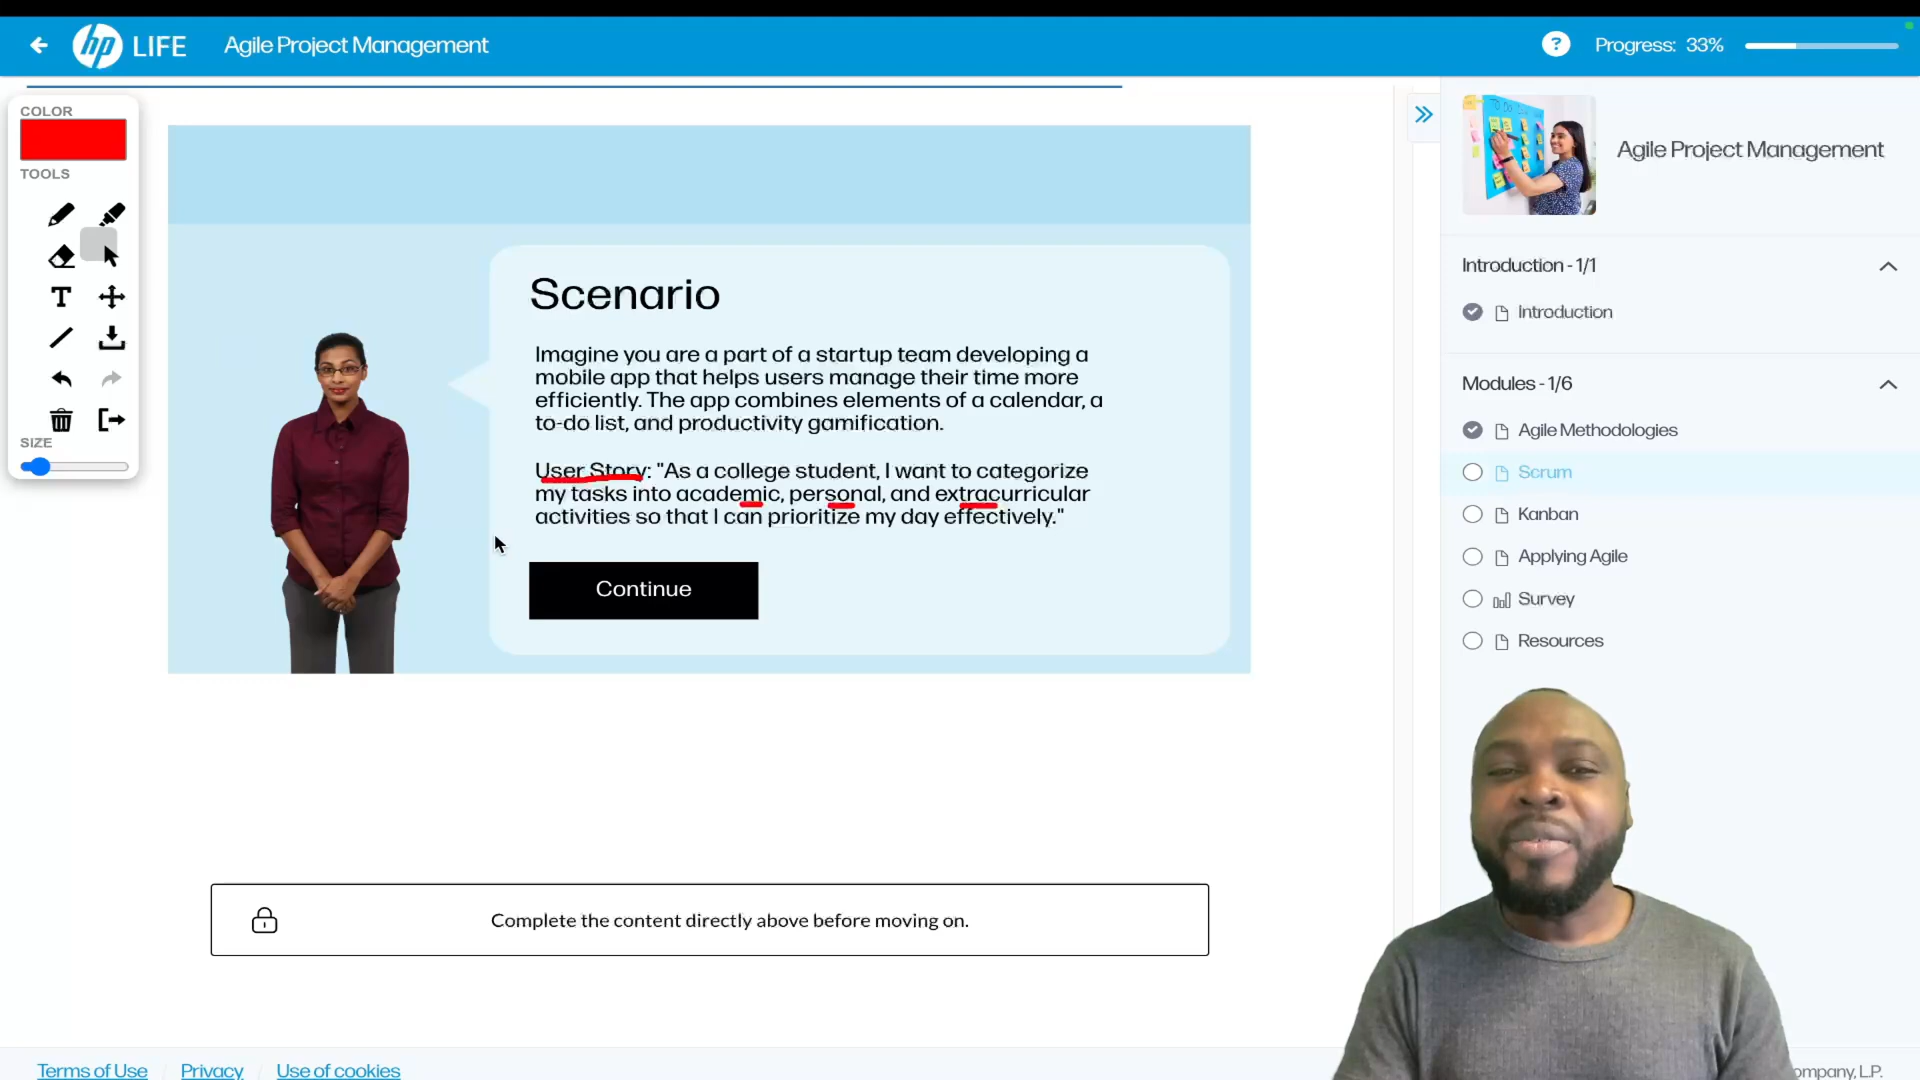 hp LIFE Agile Project Management
? Progress: 33%
COLOR
TOOLS
T
SIZE
Scenario
Imagine you are a part of a startup team developing a
mobile app that helps users manage their time more
efficiently. The app combines elements of a calendar, a
to-do list, and productivity gamification.
User Story: "As a college student, I want to categorize
my tasks into academic, personal, and extracurricular
activities so that I can prioritize my day effectively."
Continue
Complete the content directly above before moving on.
Agile Project Management
Introduction - 1/1
Introduction
Modules - 1/6
Agile Methodologies
Scrum
Kanban
Applying Agile
Survey
Resources
Terms of Use Privacy Use of cookies
ompany, L.P.